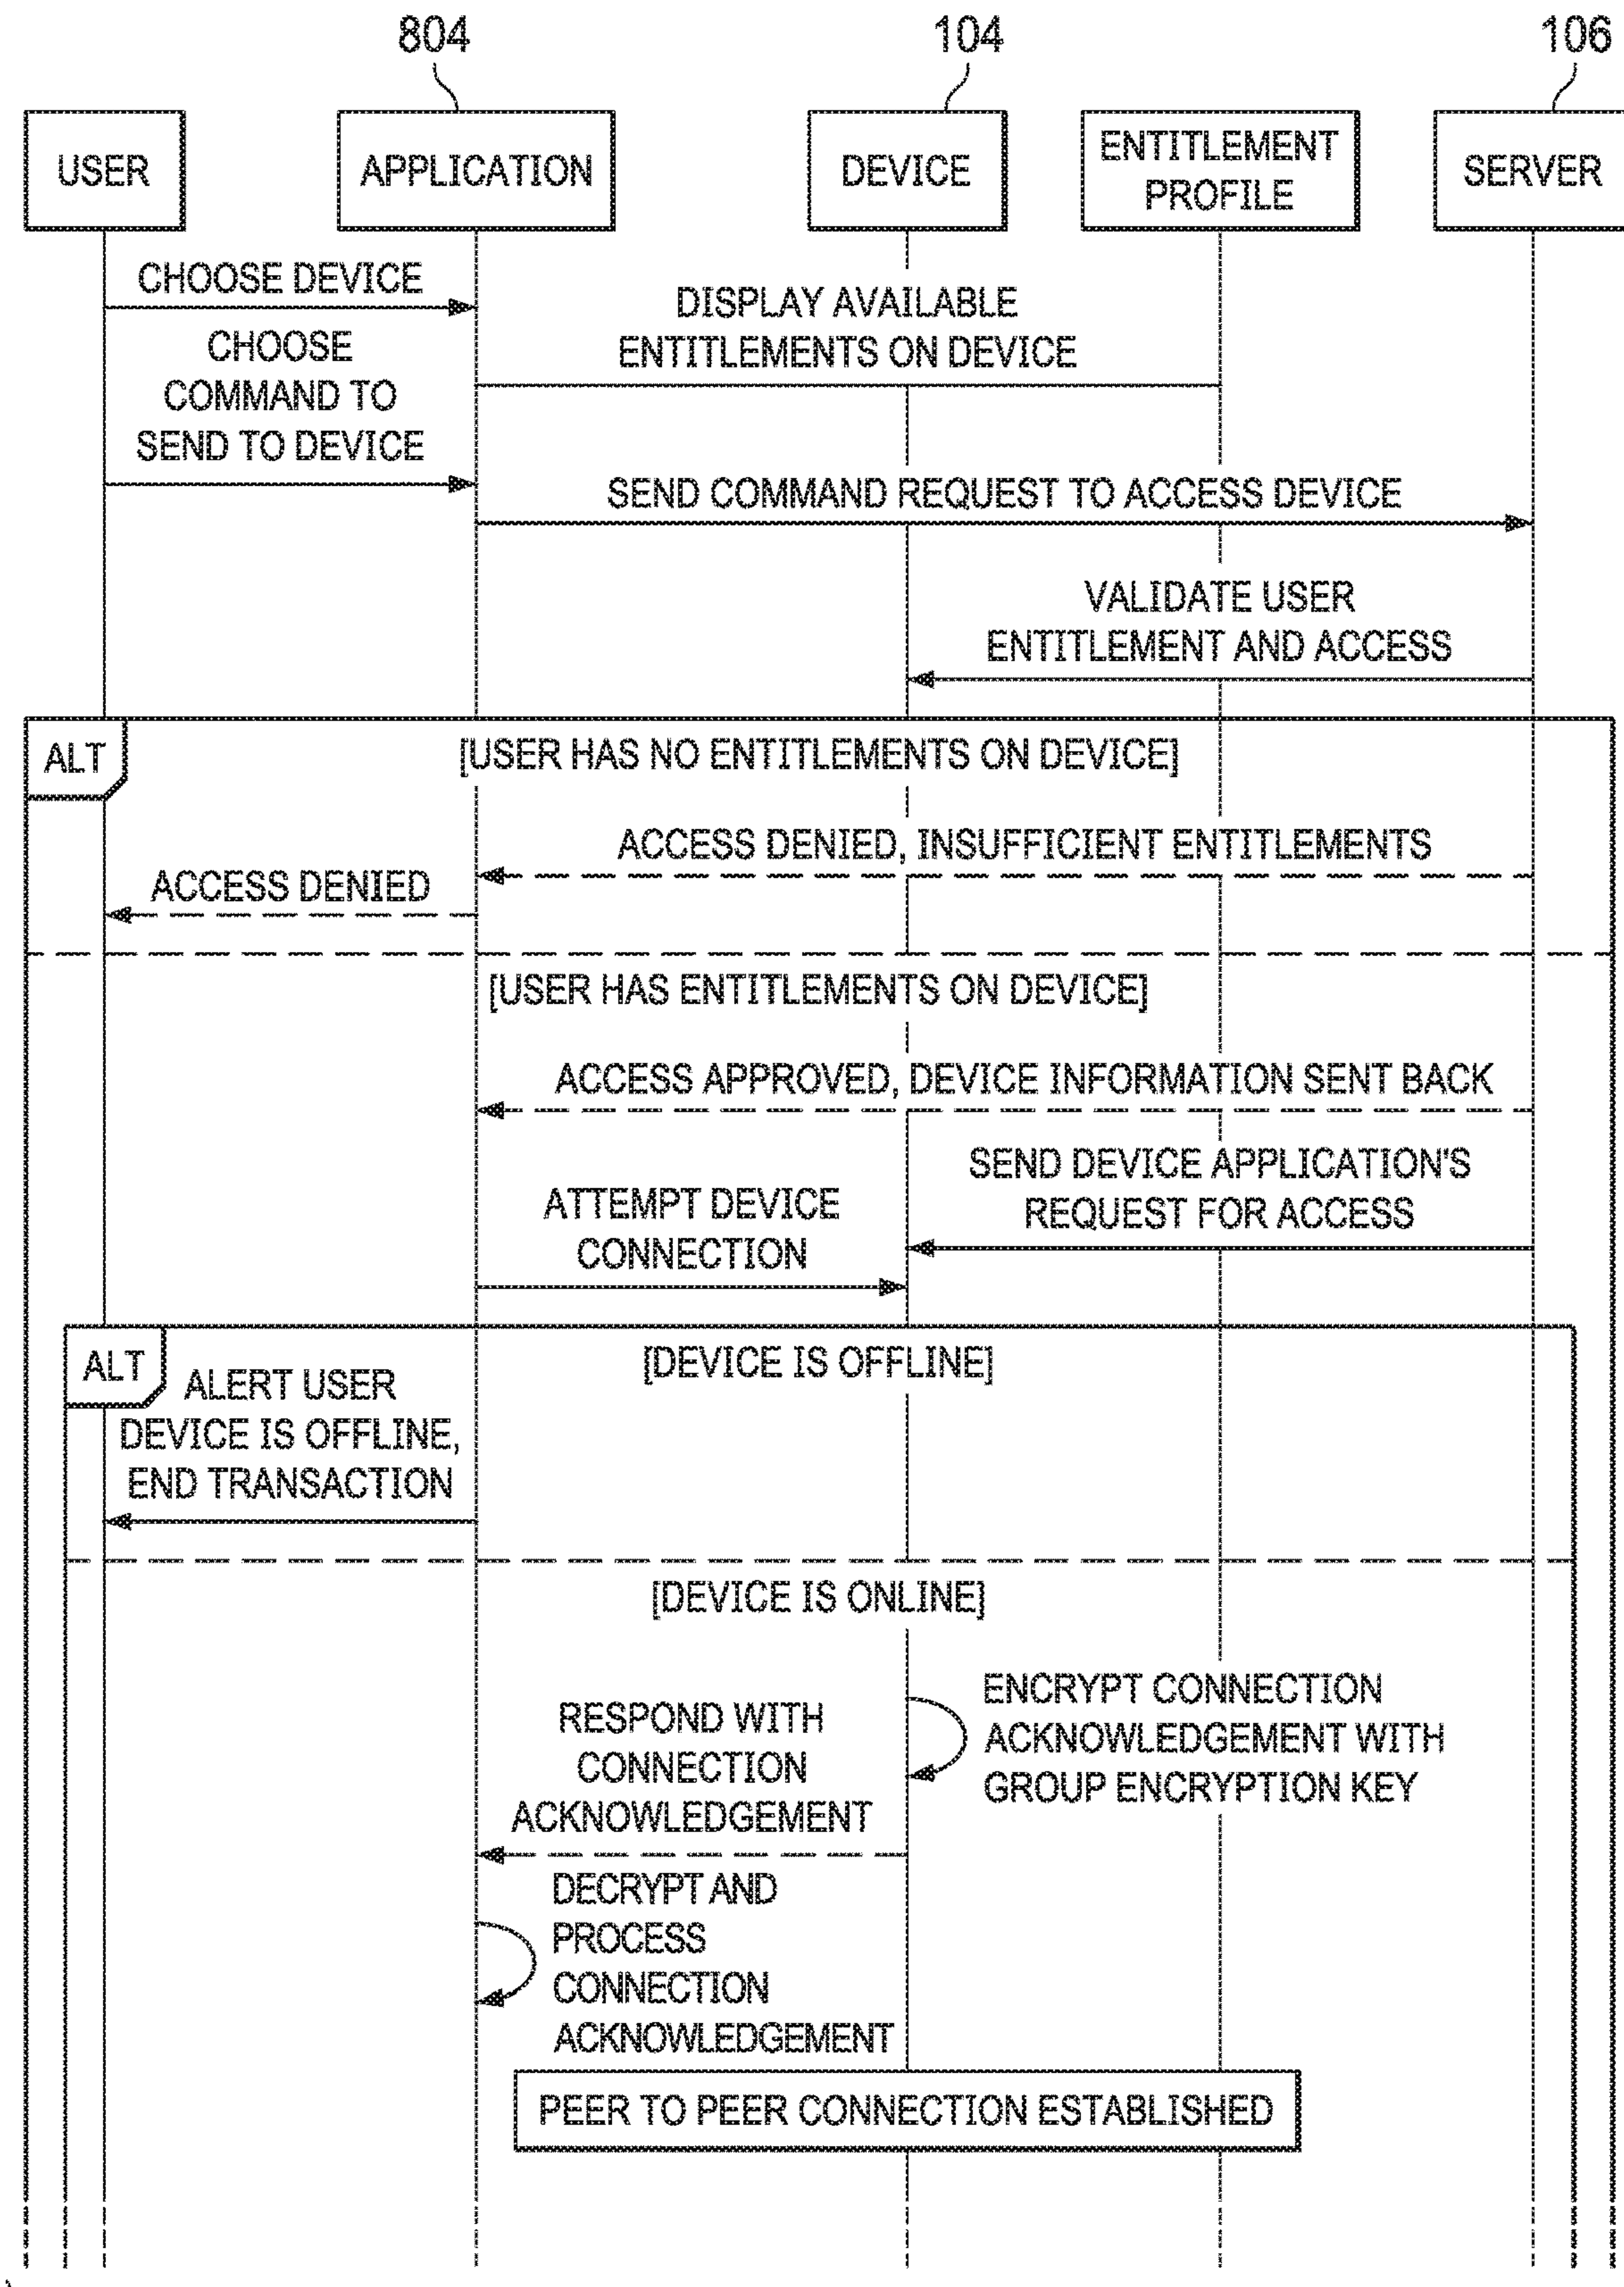 804
104
106
USER
APPLICATION
DEVICE
ENTITLEMENT
PROFILE
SERVER
CHOOSE DEVICE
DISPLAY AVAILABLE
ENTITLEMENTS ON DEVICE
CHOOSE
COMMAND TO
SEND TO DEVICE
SEND COMMAND REQUEST TO ACCESS DEVICE
VALIDATE USER
ENTITLEMENT AND ACCESS
ALT
[USER HAS NO ENTITLEMENTS ON DEVICE]
ACCESS DENIED, INSUFFICIENT ENTITLEMENTS
ACCESS DENIED
[USER HAS ENTITLEMENTS ON DEVICE]
ACCESS APPROVED, DEVICE INFORMATION SENT BACK
SEND DEVICE APPLICATION'S
REQUEST FOR ACCESS
ATTEMPT DEVICE
CONNECTION
ALT
[DEVICE IS OFFLINE]
ALERT USER
DEVICE IS OFFLINE,
END TRANSACTION
[DEVICE IS ONLINE]
ENCRYPT CONNECTION
ACKNOWLEDGEMENT WITH
GROUP ENCRYPTION KEY
RESPOND WITH
CONNECTION
ACKNOWLEDGEMENT
DECRYPT AND
PROCESS
CONNECTION
ACKNOWLEDGEMENT
PEER TO PEER CONNECTION ESTABLISHED